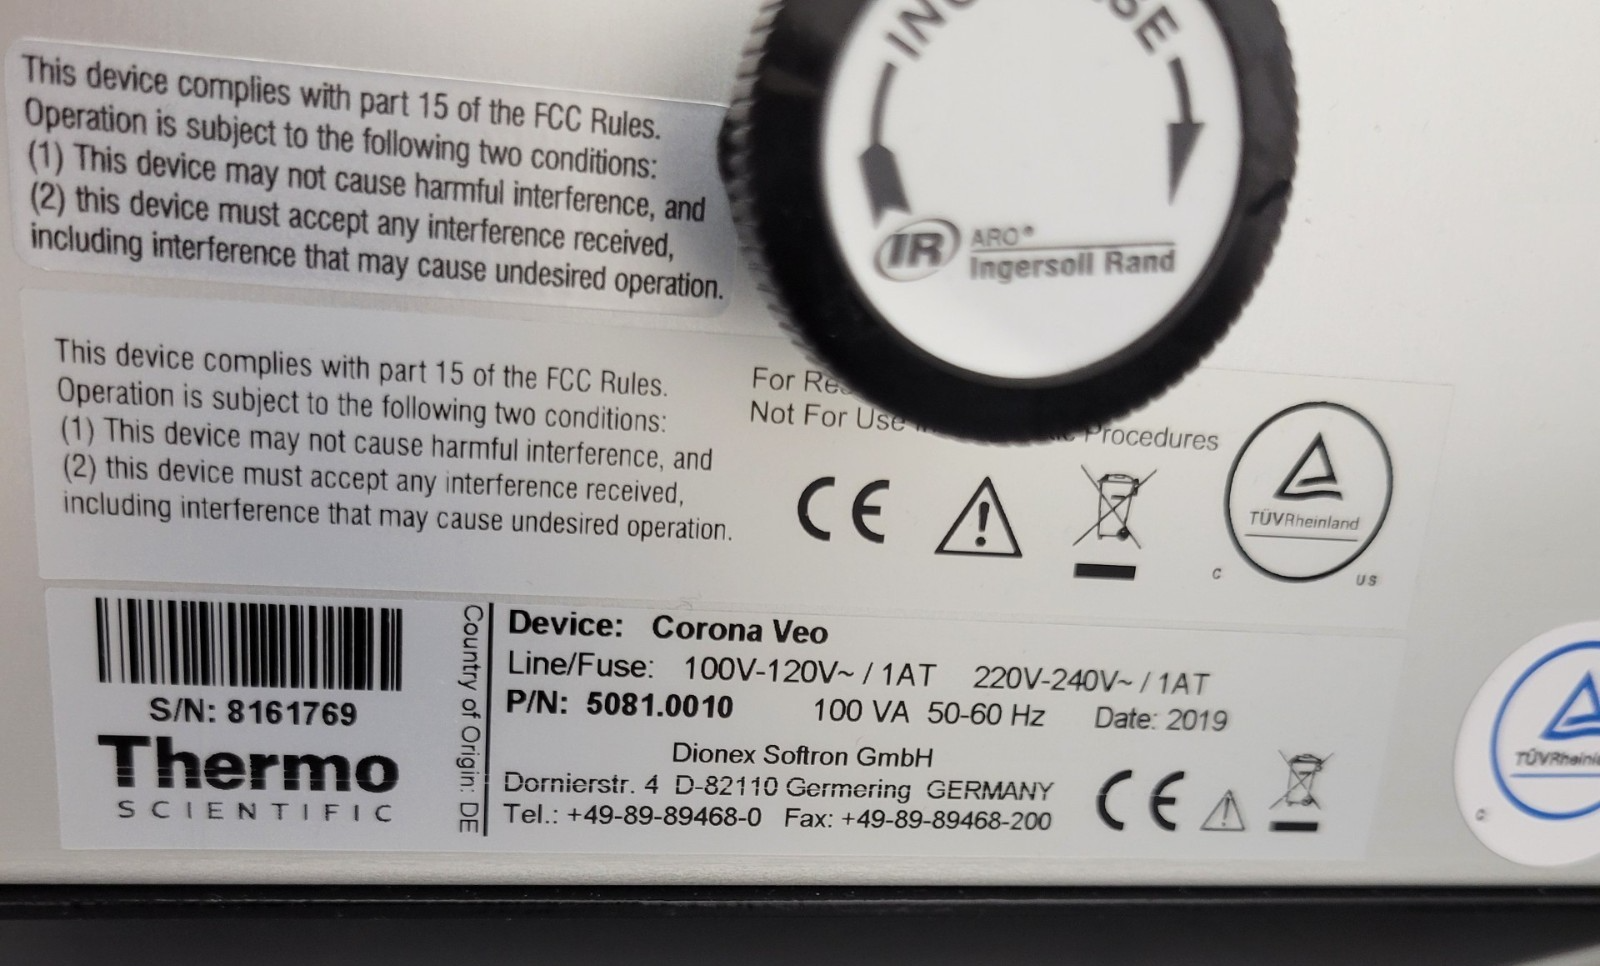 This device complies with part 15 of the FCC Rules.
Operation is subject to the following two conditions:
(1) This device may not cause harmful interference, and
(2) this device must accept any interference received,
including interference that may cause undesired operation.
IR ARO®
Ingersoll Rand
This device complies with part 15 of the FCC Rules.
Operation is subject to the following two conditions:
(1) This device may not cause harmful interference, and
(2) this device must accept any interference received,
including interference that may cause undesired operation.
For
Not For Use Procedures
CE
TÜVRheinland
C US
S/N: 8161769
Thermo
SCIENTIFIC
Country of Origin: DE
Device: Corona Veo
Line/Fuse: 100V-120V~ / 1AT 220V-240V~ / 1AT
P/N: 5081.0010 100 VA 50-60 Hz Date: 2019
Dionex Softron GmbH
Dornierstr. 4 D-82110 Germering GERMANY
Tel.: +49-89-89468-0 Fax: +49-89-89468-200
CE